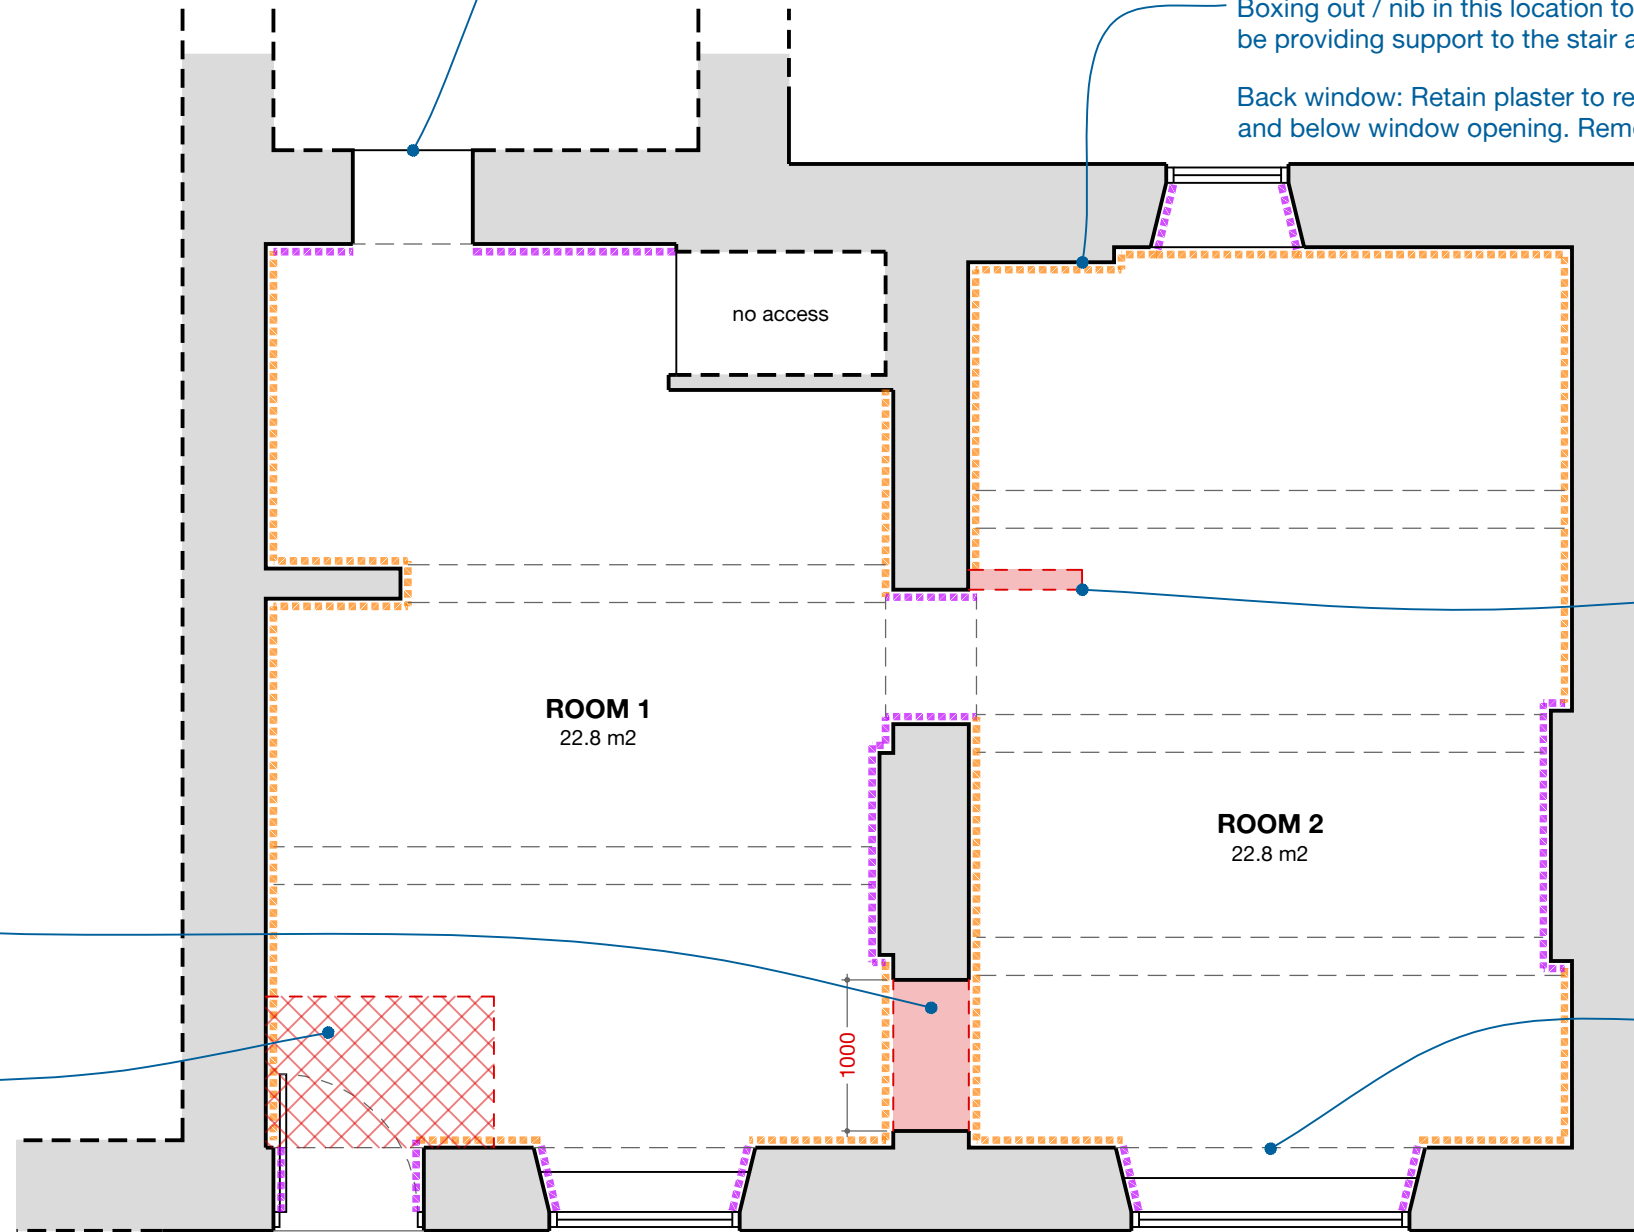 Boxing out / nib in this location to
be providing support to the stair a
Back window: Retain plaster to re
and below window opening. Rem
no access
ROOM 1
22.8 m2
ROOM 2
22.8 m2
1000